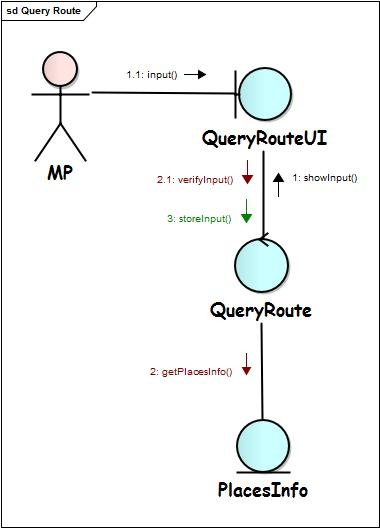 sd Query Route
1.1: input()
QueryRouteUI
MP
2.1: verifyInput()
1: showInput()
3: storeInput()
QueryRoute
2: getPlacesInfo()
PlacesInfo